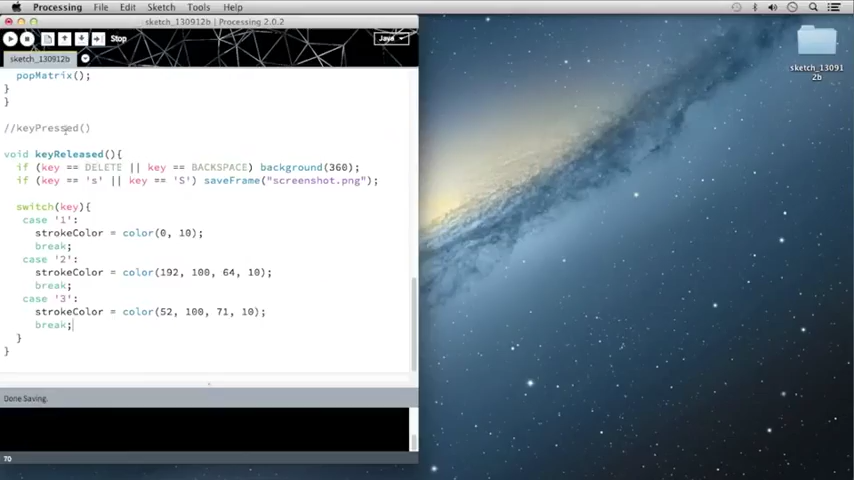 Processing File Edit Sketch Tools Help
sketch_130912b | Processing 2.0.2
Stop
Java
sketch_130912b
popMatrix();
}
}
//keyPressed()
void keyReleased(){
if (key == DELETE || key == BACKSPACE) background(360);
if (key == 's' || key == 'S') saveFrame("screenshot.png");
switch(key){
case '1':
strokeColor = color(0, 10);
break;
case '2':
strokeColor = color(192, 100, 64, 10);
break;
case '3':
strokeColor = color(52, 100, 71, 10);
break;
}
}
Done Saving.
70
sketch_13091
2b